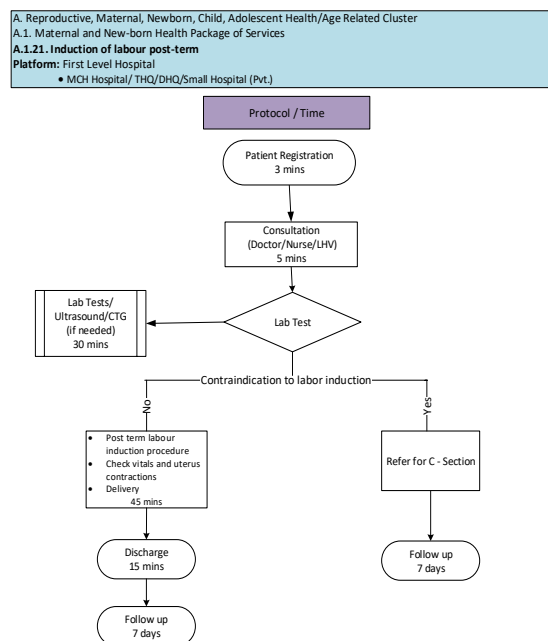 A. Reproductive, Maternal, Newborn, Child, Adolescent Health/Age Related Cluster
A.1. Maternal and New-born Health Package of Services
A.1.21. Induction of labour post-term
Platform: First Level Hospital
● MCH Hospital/ THQ/DHQ/Small Hospital (Pvt.)
Protocol / Time
Patient Registration
3 mins
Consultation
(Doctor/Nurse/LHV)
5 mins
Lab Tests/
Ultrasound/CTG
(if needed)
30 mins
Lab Test
Contraindication to labor induction
No
Yes
● Post term labour
induction procedure
● Check vitals and uterus
contractions
● Delivery
45 mins
Refer for C - Section
Discharge
15 mins
Follow up
7 days
Follow up
7 days